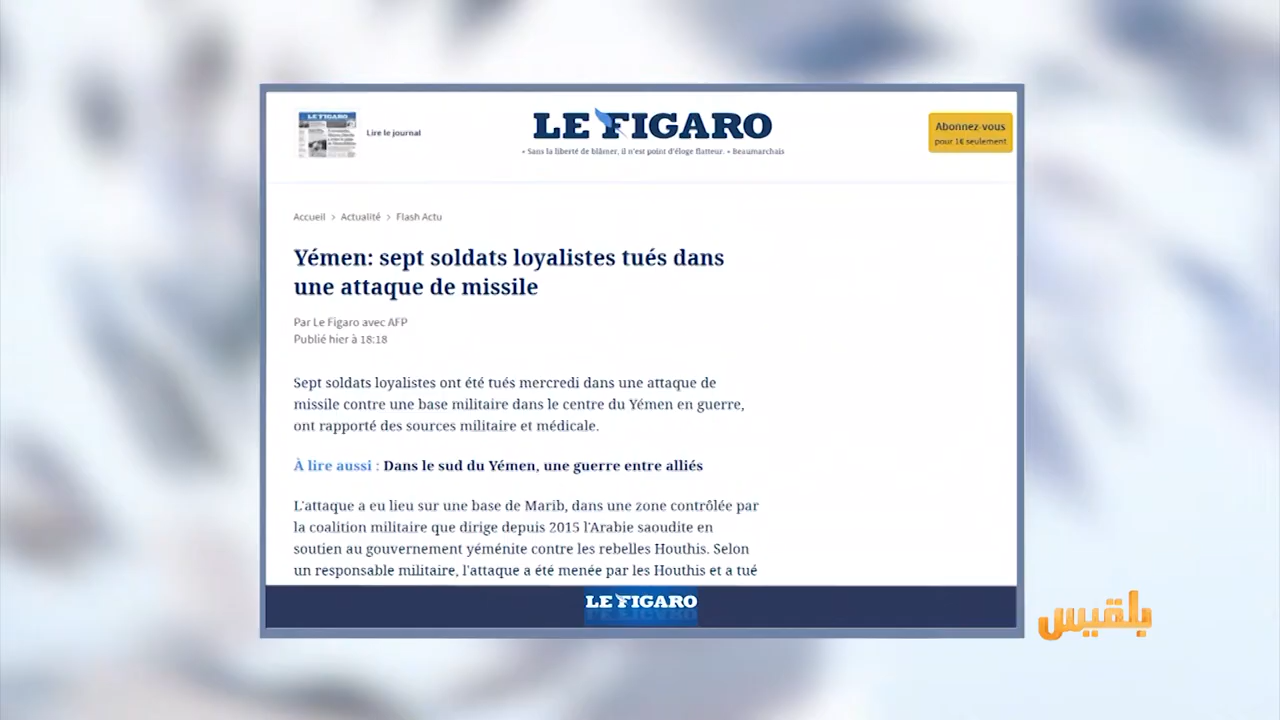 LE FIGARO
Lire le journal
LE FIGARO
« Sans la liberté de blâmer, il n'est point d'éloge flatteur. » Beaumarchais
Abonnez-vous
pour 1€ seulement
Accueil > Actualité > Flash Actu
Yémen: sept soldats loyalistes tués dans
une attaque de missile
Par Le Figaro avec AFP
Publié hier à 18:18
Sept soldats loyalistes ont été tués mercredi dans une attaque de
missile contre une base militaire dans le centre du Yémen en guerre,
ont rapporté des sources militaire et médicale.
À lire aussi : Dans le sud du Yémen, une guerre entre alliés
L'attaque a eu lieu sur une base de Marib, dans une zone contrôlée par
la coalition militaire que dirige depuis 2015 l'Arabie saoudite en
soutien au gouvernement yéménite contre les rebelles Houthis. Selon
un responsable militaire, l'attaque a été menée par les Houthis et a tué
LE FIGARO
بلقيس